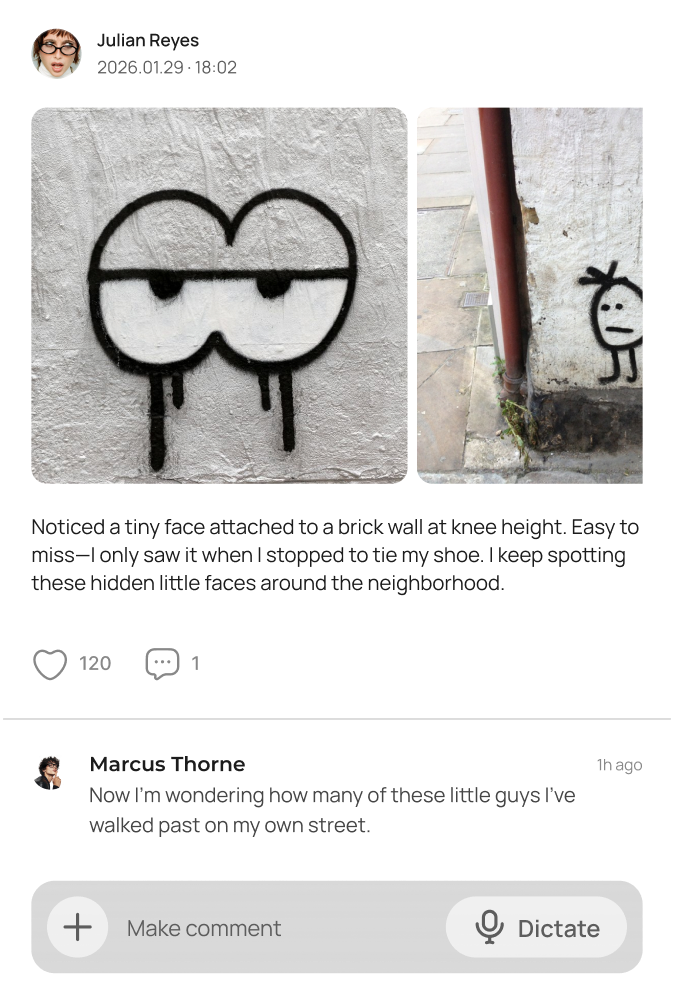 Julian Reyes
2026.01.29 · 18:02
Noticed a tiny face attached to a brick wall at knee height. Easy to
miss—I only saw it when I stopped to tie my shoe. I keep spotting
these hidden little faces around the neighborhood.
120
1
Marcus Thorne
1h ago
Now I'm wondering how many of these little guys I've
walked past on my own street.
Make comment
Dictate